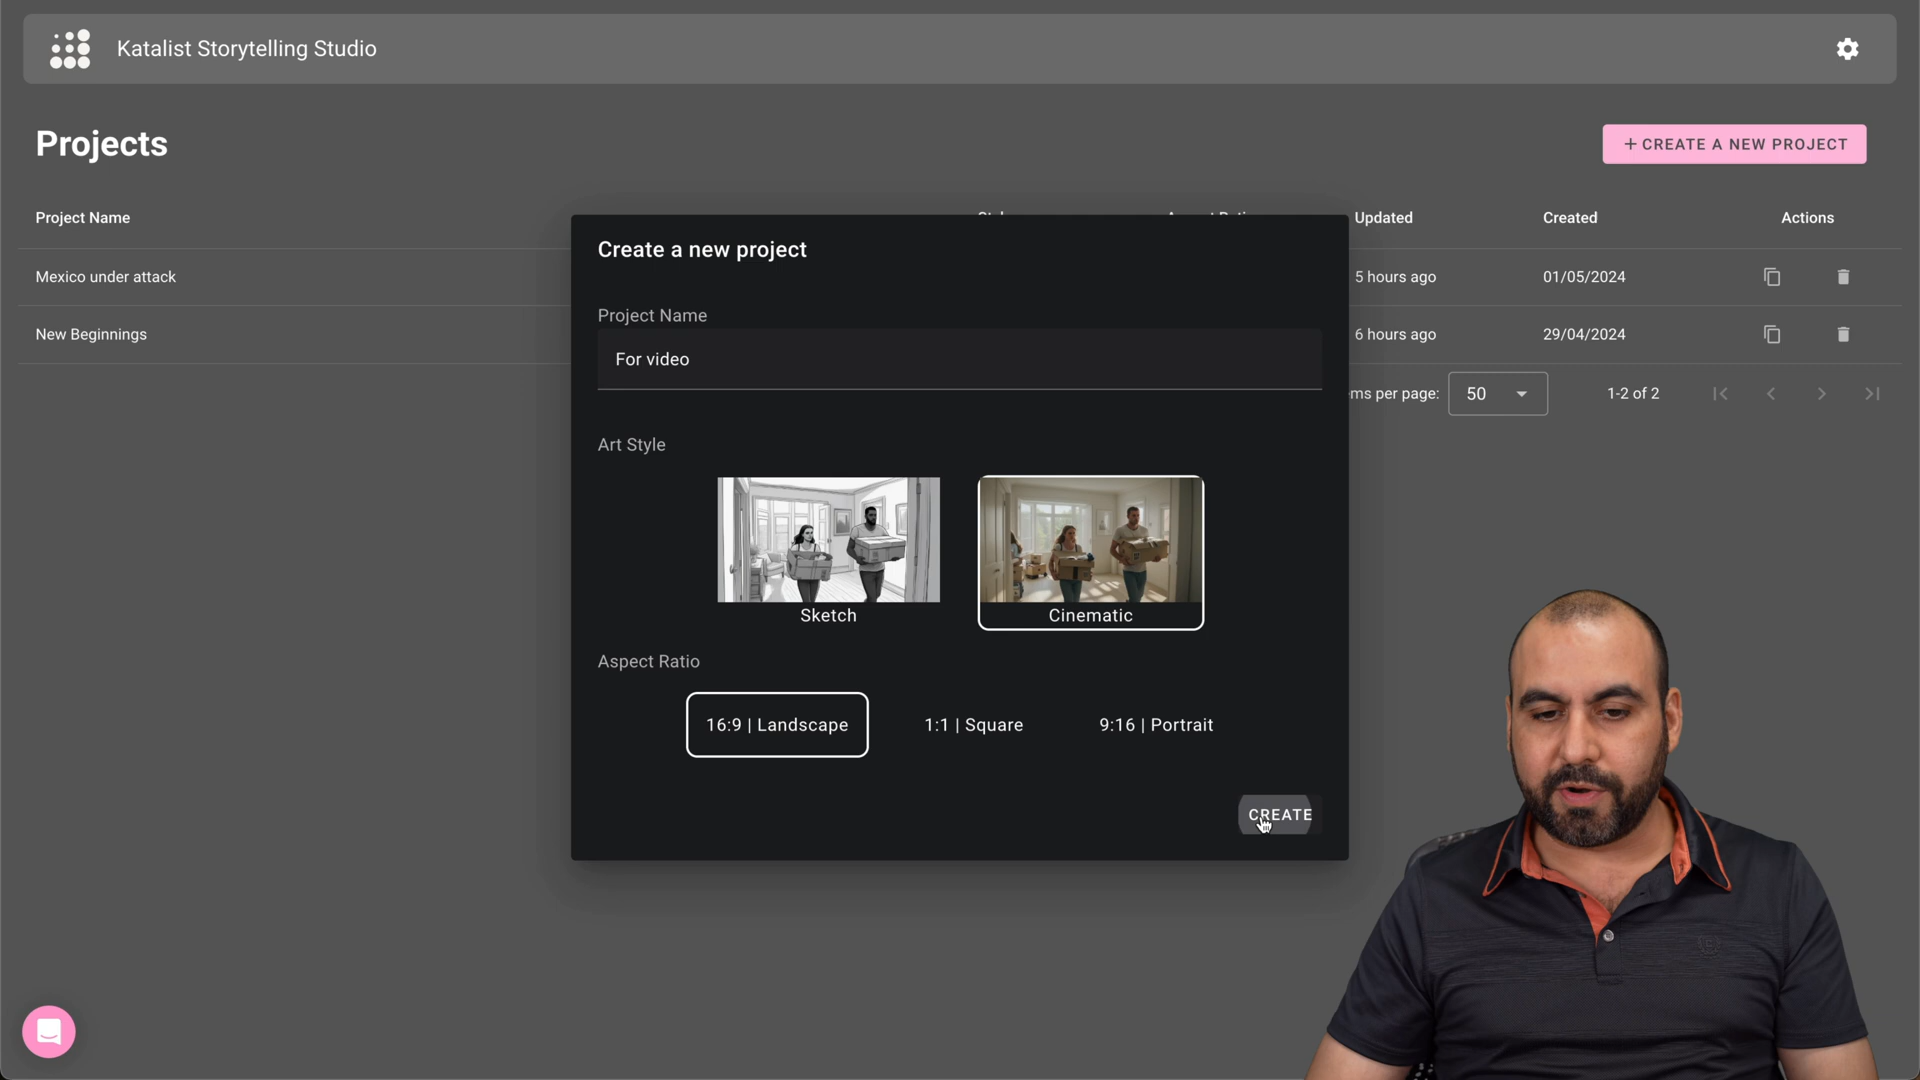 Katalist Storytelling Studio
Projects
+ CREATE A NEW PROJECT
Project Name
Updated
Created
Actions
Mexico under attack
5 hours ago
01/05/2024
New Beginnings
6 hours ago
29/04/2024
per page:
50
1-2 of 2
Create a new project
Project Name
For video
Art Style
Sketch
Cinematic
Aspect Ratio
16:9 | Landscape
1:1 | Square
9:16 | Portrait
CREATE